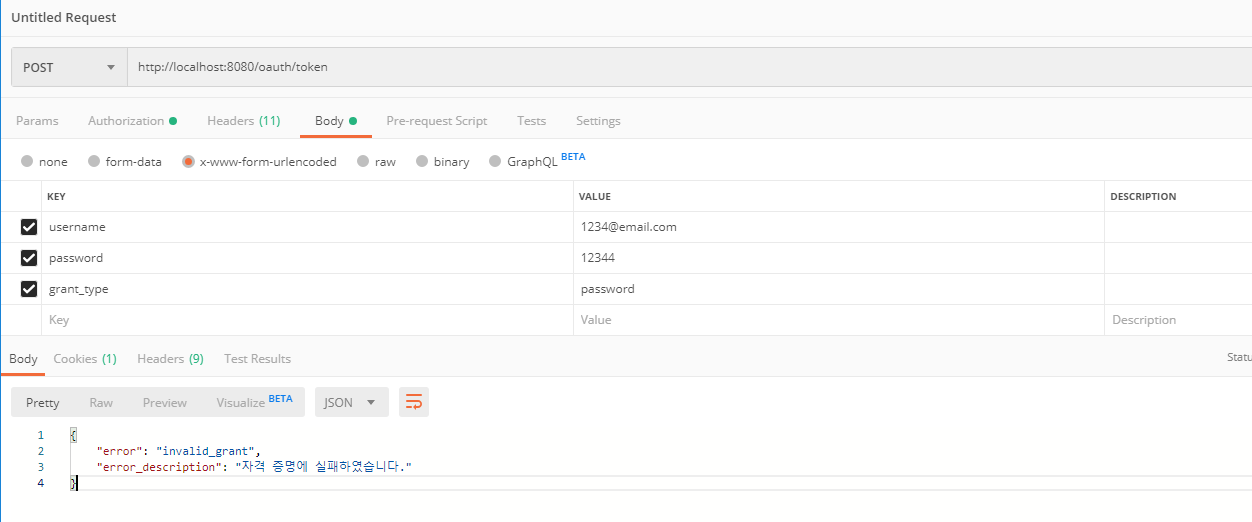 Untitled Request
POST http://localhost:8080/oauth/token
Params Authorization Headers (11) Body Pre-request Script Tests Settings
none form-data x-www-form-urlencoded raw binary GraphQL BETA
KEY VALUE DESCRIPTION
username 1234@email.com
password 12344
grant_type password
Key Value Description
Body Cookies (1) Headers (9) Test Results Statu
Pretty Raw Preview Visualize BETA JSON
1 {
2 "error": "invalid_grant",
3 "error_description": "자격 증명에 실패하였습니다."
4 }